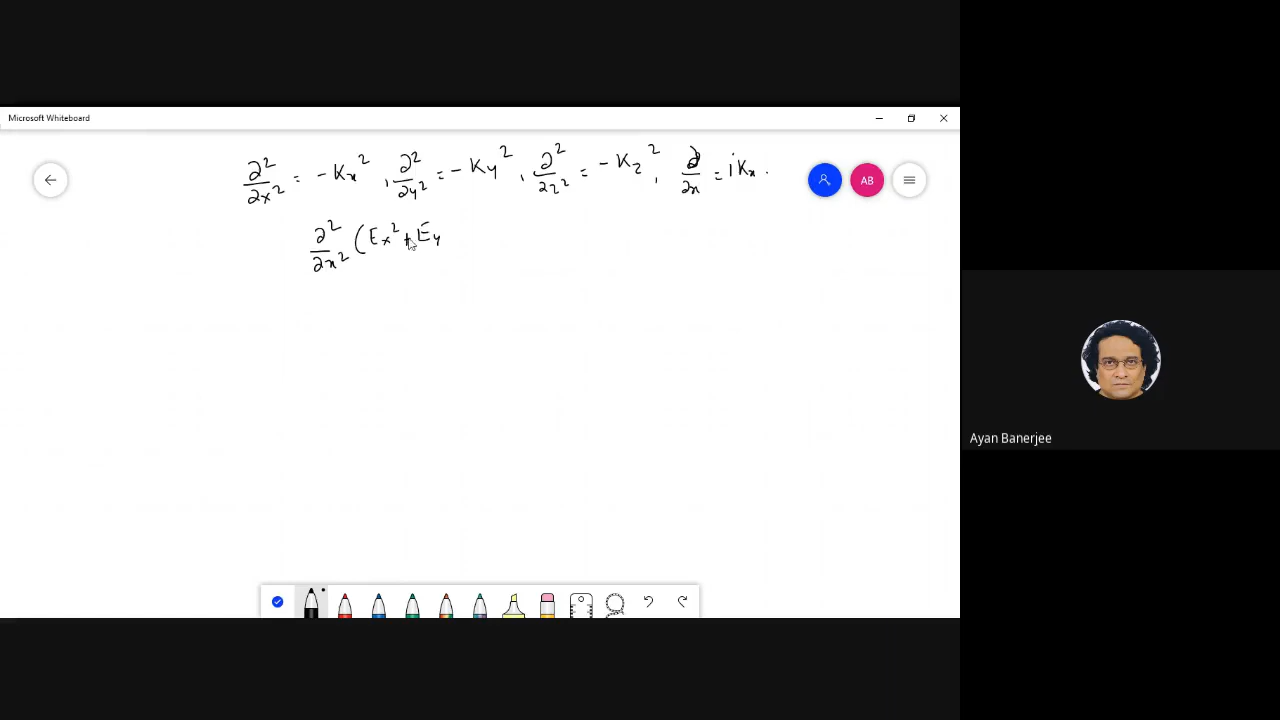 Microsoft Whiteboard
∂²/∂x² = -Kx², ∂²/∂y² = -Ky², ∂²/∂z² = -Kz², ∂/∂x = iKx.
AB
∂²/∂x² (Ex² + Ey
Ayan Banerjee